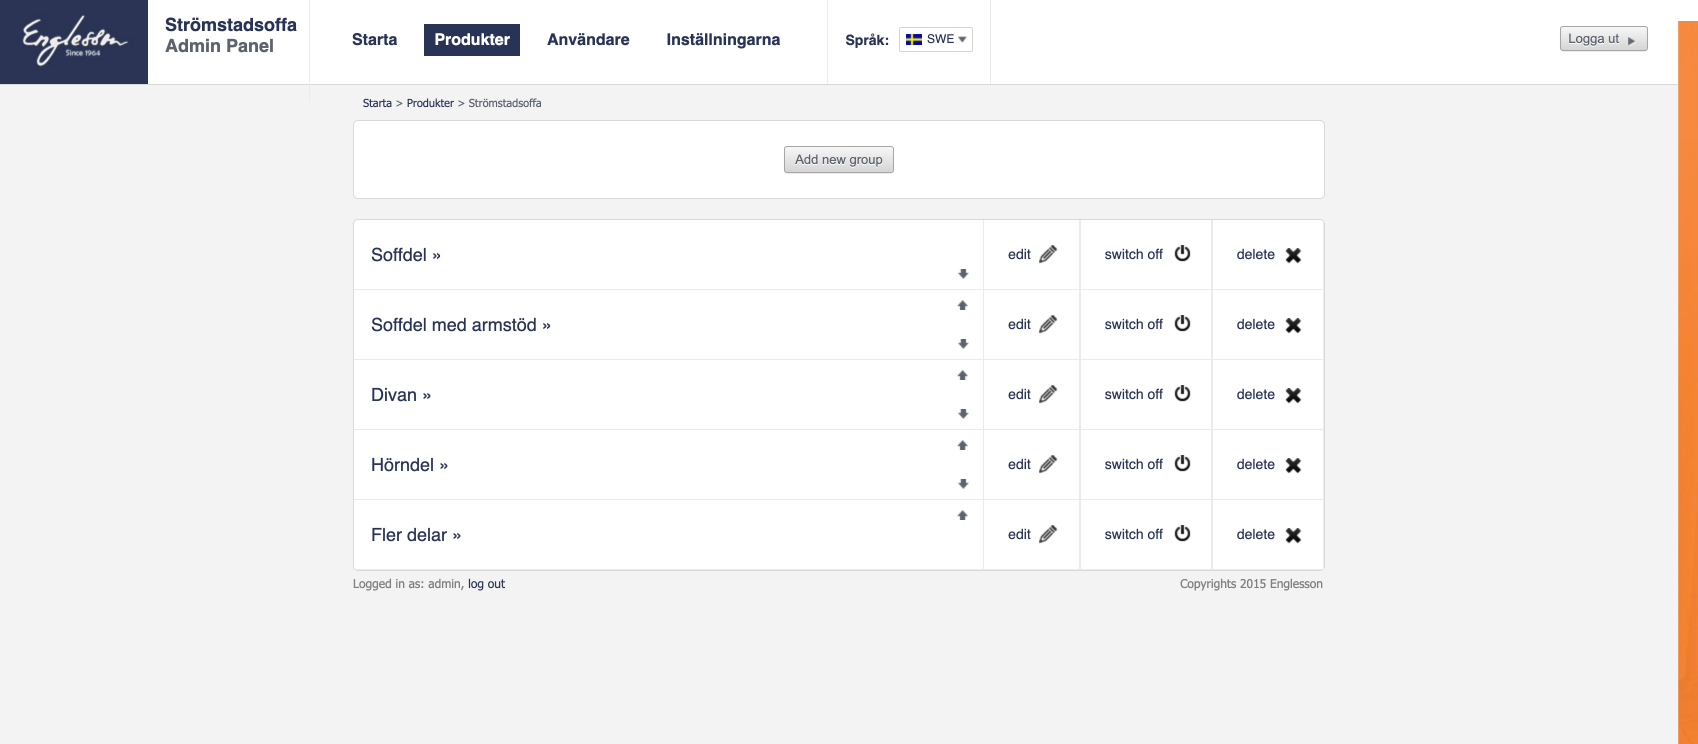 Englesson
Since 1964
Strömstadsoffa
Admin Panel
Starta Produkter Användare Inställningarna Språk: SWE Logga ut
Starta > Produkter > Strömstadsoffa
Add new group
Soffdel » edit switch off delete
Soffdel med armstöd » edit switch off delete
Divan » edit switch off delete
Hörndel » edit switch off delete
Fler delar » edit switch off delete
Logged in as: admin, log out Copyrights 2015 Englesson